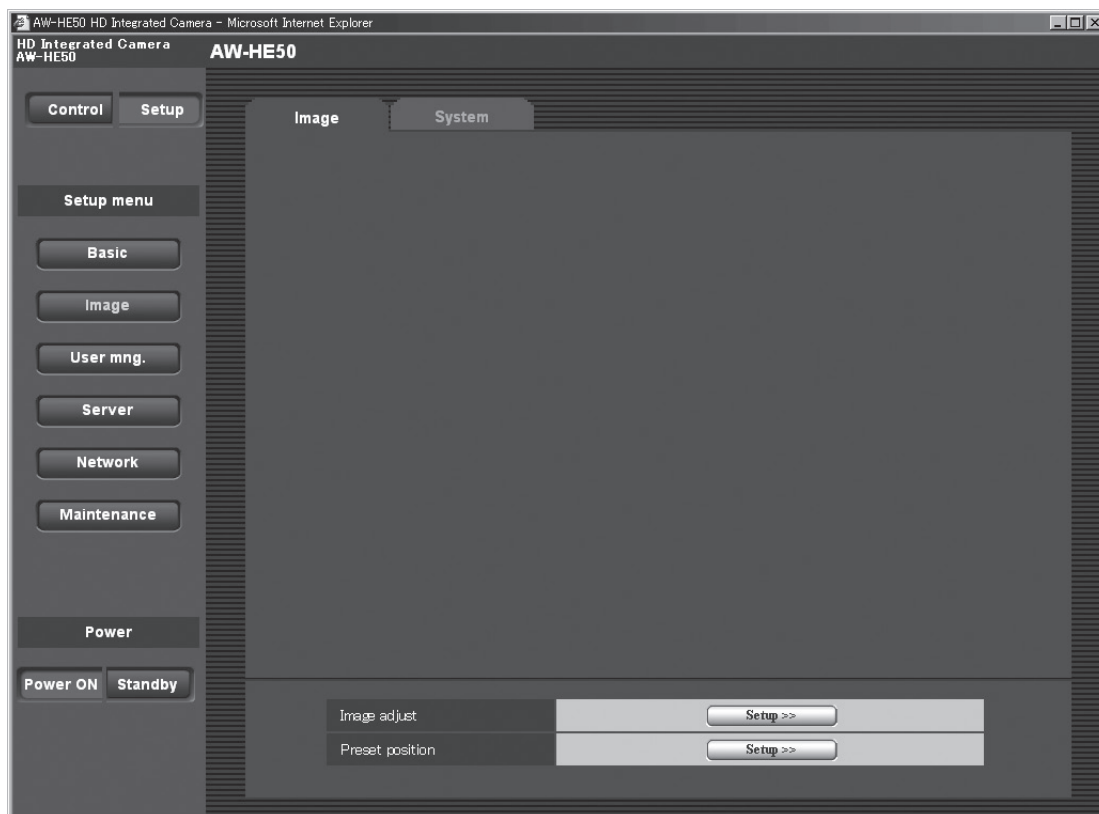 AW-HE50 HD Integrated Camera - Microsoft Internet Explorer
HD Integrated Camera
AW-HE50
AW-HE50
Control Setup
Image System
Setup menu
Basic
Image
User mng.
Server
Network
Maintenance
Power
Power ON Standby
Image adjust Setup >>
Preset position Setup >>